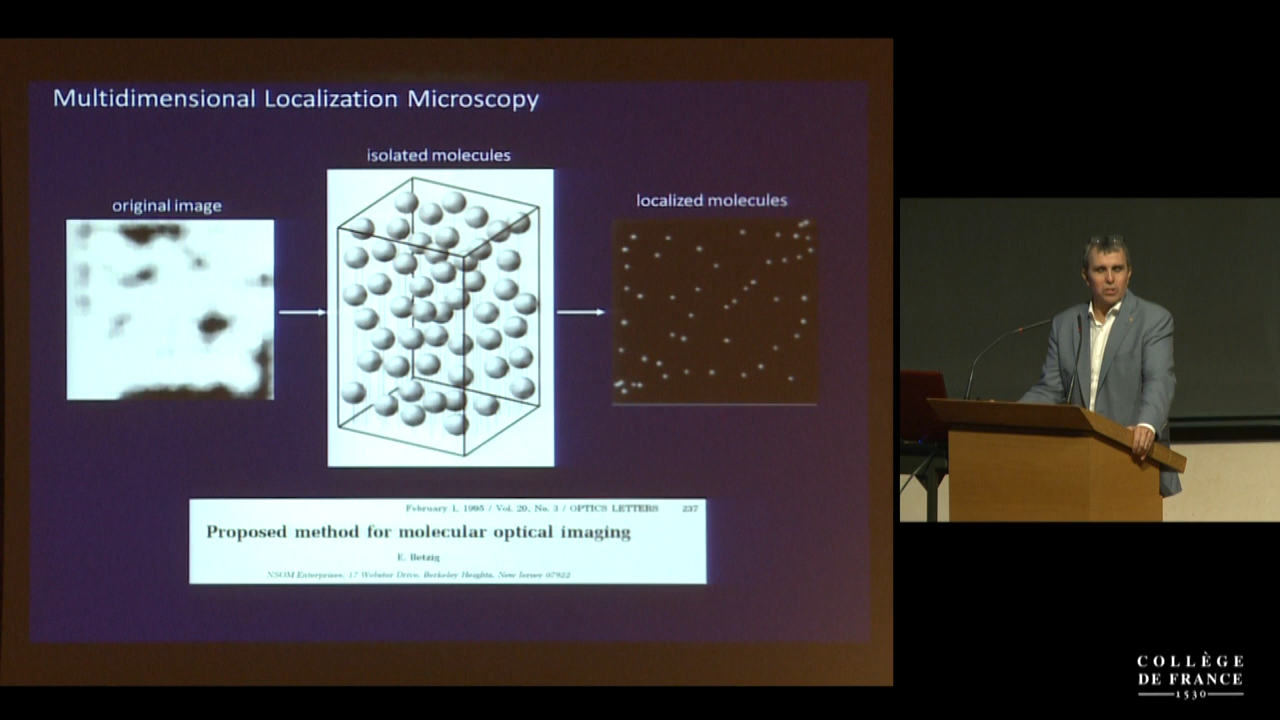 Multidimensional Localization Microscopy
isolated molecules
original image
localized molecules
February 1, 1995 / Vol. 20, No. 3 / OPTICS LETTERS 237
Proposed method for molecular optical imaging
E. Betzig
NSOM Enterprises, 17 Webster Drive, Berkeley Heights, New Jersey 07922
COLLÈGE
DE FRANCE
1530